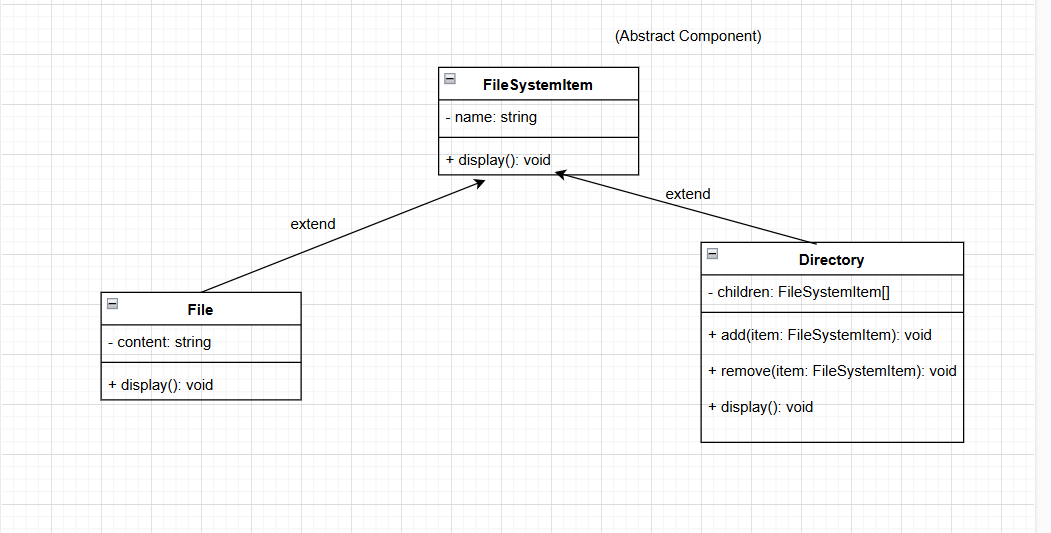 (Abstract Component)
FileSystemItem
- name: string
+ display(): void
extend
extend
File
- content: string
+ display(): void
Directory
- children: FileSystemItem[]
+ add(item: FileSystemItem): void
+ remove(item: FileSystemItem): void
+ display(): void